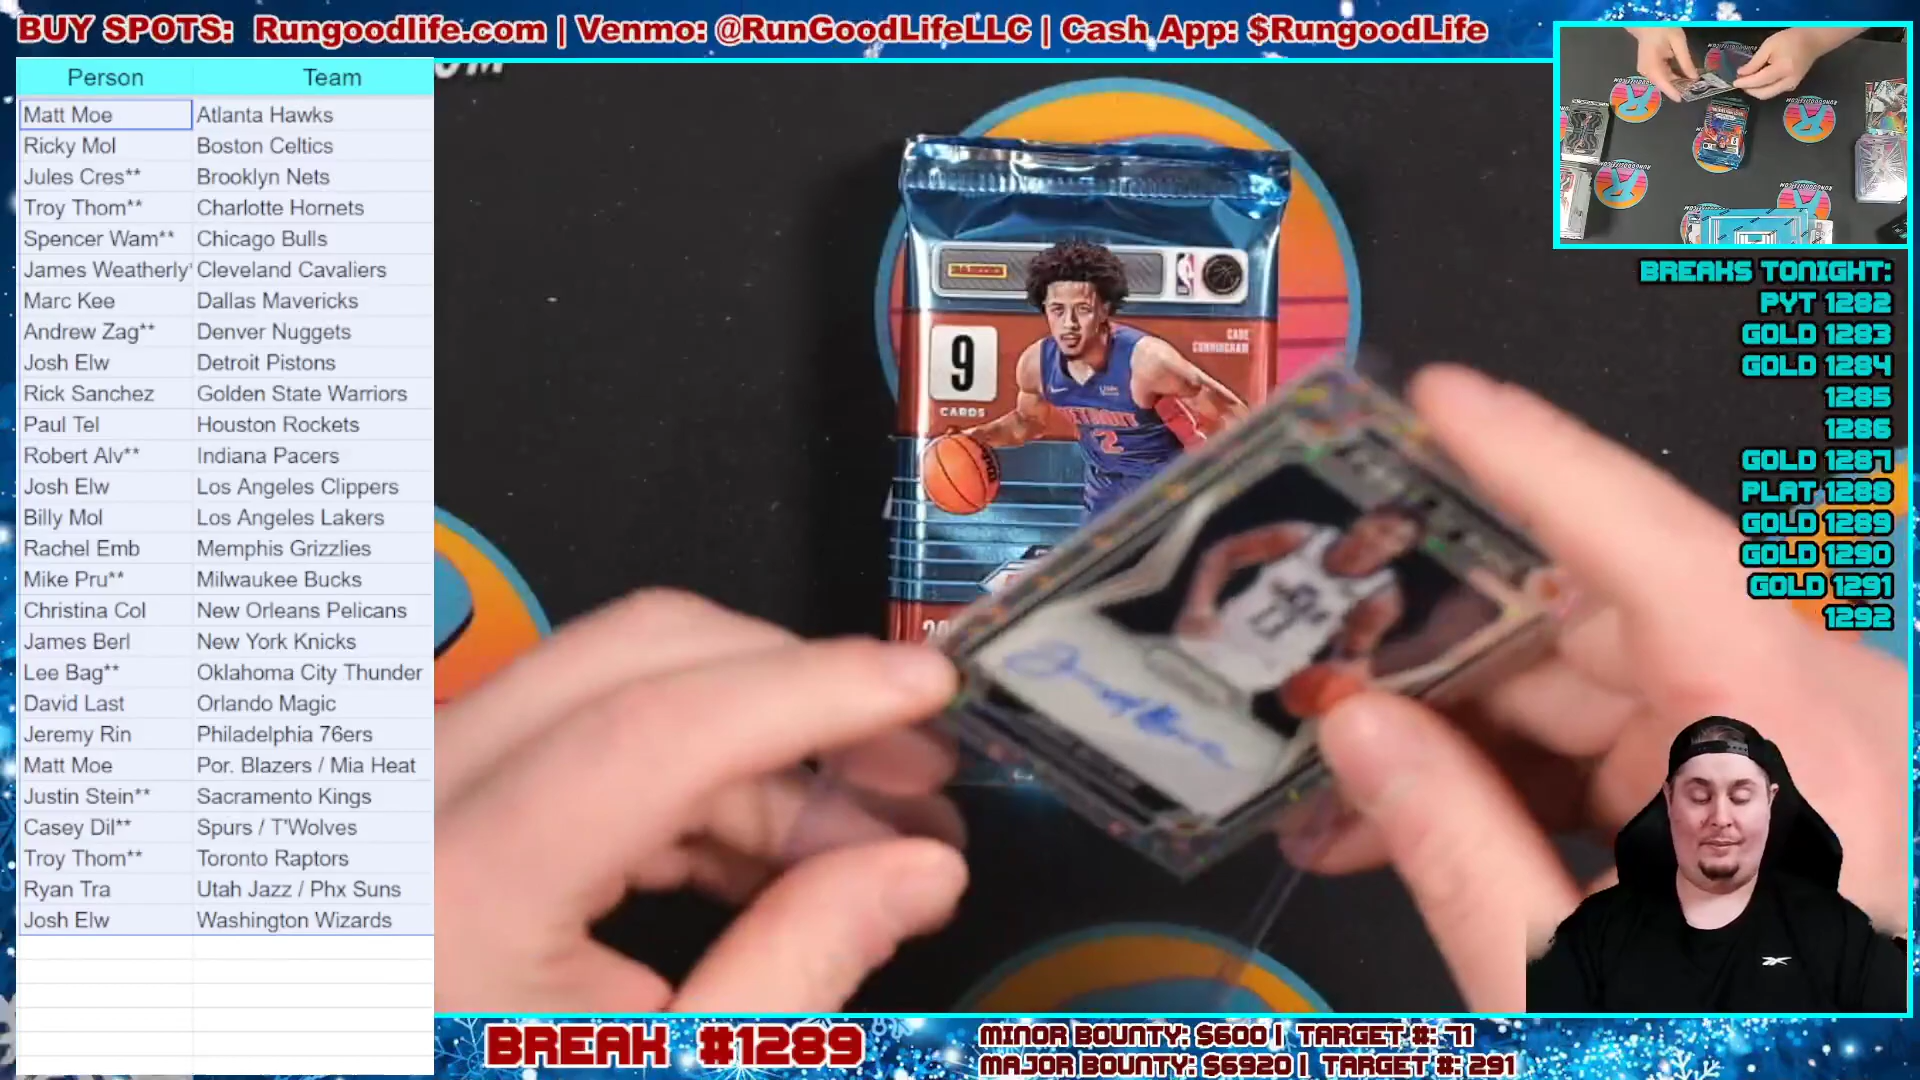 BUY SPOTS: Rungoodlife.com | Venmo: @RunGoodLifeLLC | Cash App: $RungoodLife
Person Team
Matt Moe Atlanta Hawks
Ricky Mol Boston Celtics
Jules Cres** Brooklyn Nets
Troy Thom** Charlotte Hornets
Spencer Wam** Chicago Bulls
James Weatherly* Cleveland Cavaliers
Marc Kee Dallas Mavericks
Andrew Zag** Denver Nuggets
Josh Elw Detroit Pistons
Rick Sanchez Golden State Warriors
Paul Tel Houston Rockets
Robert Alv** Indiana Pacers
Josh Elw Los Angeles Clippers
Billy Mol Los Angeles Lakers
Rachel Emb Memphis Grizzlies
Mike Pru** Milwaukee Bucks
Christina Col New Orleans Pelicans
James Berl New York Knicks
Lee Bag** Oklahoma City Thunder
David Last Orlando Magic
Jeremy Rin Philadelphia 76ers
Matt Moe Por. Blazers / Mia Heat
Justin Stein** Sacramento Kings
Casey Dil** Spurs / T'Wolves
Troy Thom** Toronto Raptors
Ryan Tra Utah Jazz / Phx Suns
Josh Elw Washington Wizards
PANINI
9
CARDS
CADE
CUNNINGHAM
DETROIT
2
BREAKS TONIGHT:
PYT 1282
GOLD 1283
GOLD 1284
1285
1286
GOLD 1287
PLAT 1288
GOLD 1289
GOLD 1290
GOLD 1291
1292
BREAK #1289
MINOR BOUNTY: $600 | TARGET #: 71
MAJOR BOUNTY: $6920 | TARGET #: 291